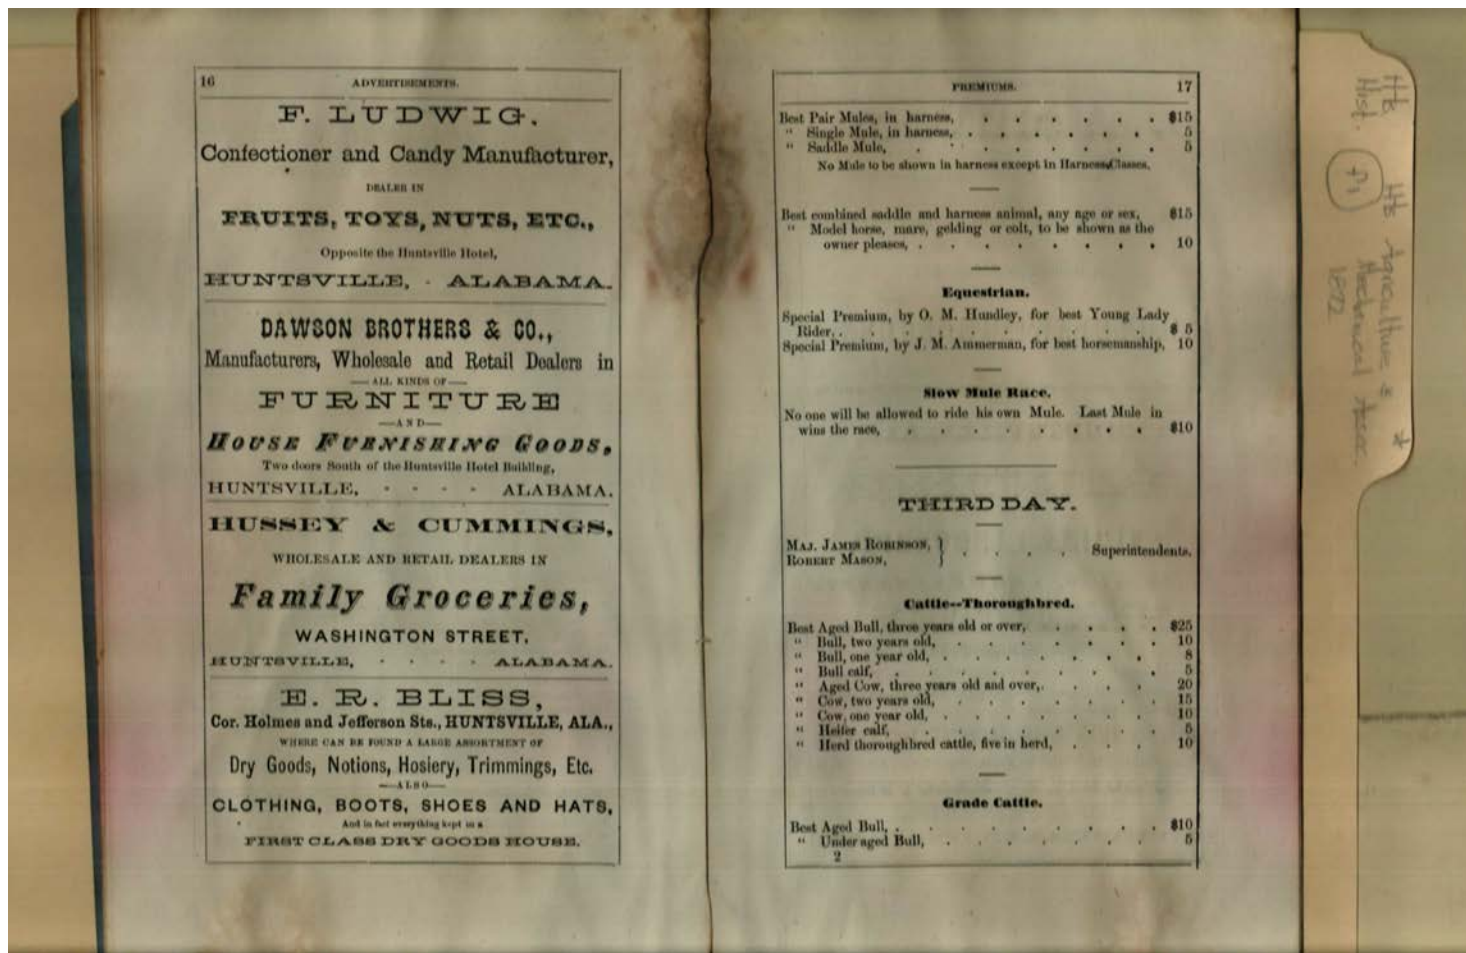 16 ADVERTISEMENTS.
F. LUDWIG.
Confectioner and Candy Manufacturer,
DEALER IN
FRUITS, TOYS, NUTS, ETC.,
Opposite the Huntsville Hotel,
HUNTSVILLE, - ALABAMA.
DAWSON BROTHERS & CO.,
Manufacturers, Wholesale and Retail Dealers in
—ALL KINDS OF—
FURNITURE
—AND—
HOUSE FURNISHING GOODS,
Two doors South of the Huntsville Hotel Building,
HUNTSVILLE, - - - - ALABAMA.
HUSSEY & CUMMINGS,
WHOLESALE AND RETAIL DEALERS IN
Family Groceries,
WASHINGTON STREET,
HUNTSVILLE, - - - - ALABAMA.
E. R. BLISS,
Cor. Holmes and Jefferson Sts., HUNTSVILLE, ALA.,
WHERE CAN BE FOUND A LARGE ASSORTMENT OF
Dry Goods, Notions, Hosiery, Trimmings, Etc.
—ALSO—
CLOTHING, BOOTS, SHOES AND HATS,
And in fact everything kept in a
FIRST CLASS DRY GOODS HOUSE.
PREMIUMS. 17
Best Pair Mules, in harness, . . . . . . $15
" Single Mule, in harness, . . . . . . 5
" Saddle Mule, . . . . . . . 5
No Mule to be shown in harness except in Harness Classes.
Best combined saddle and harness animal, any age or sex, $15
" Model horse, mare, gelding or colt, to be shown as the
owner pleases, . . . . . . . . 10
Equestrian.
Special Premium, by O. M. Hundley, for best Young Lady
Rider, . . . . . . . . . . $ 5
Special Premium, by J. M. Ammerman, for best horsemanship, 10
Slow Mule Race.
No one will be allowed to ride his own Mule. Last Mule in
wins the race, . . . . . . . . $10
THIRD DAY.
MAJ. JAMES ROBINSON, }
ROBERT MASON, } . . . . Superintendents.
Cattle--Thoroughbred.
Best Aged Bull, three years old or over, . . . . $25
" Bull, two years old, . . . . . . . 10
" Bull, one year old, . . . . . . . 8
" Bull calf, . . . . . . . . 5
" Aged Cow, three years old and over, . . . . 20
" Cow, two years old, . . . . . . 15
" Cow, one year old, . . . . . . . 10
" Heifer calf, . . . . . . . . 5
" Herd thoroughbred cattle, five in herd, . . . 10
Grade Cattle.
Best Aged Bull, . . . . . . . . $10
" Under aged Bull, . . . . . . . 5
2
Hts
Hist.
P1
Hts Agriculture &
Mechanical Assoc.
1872